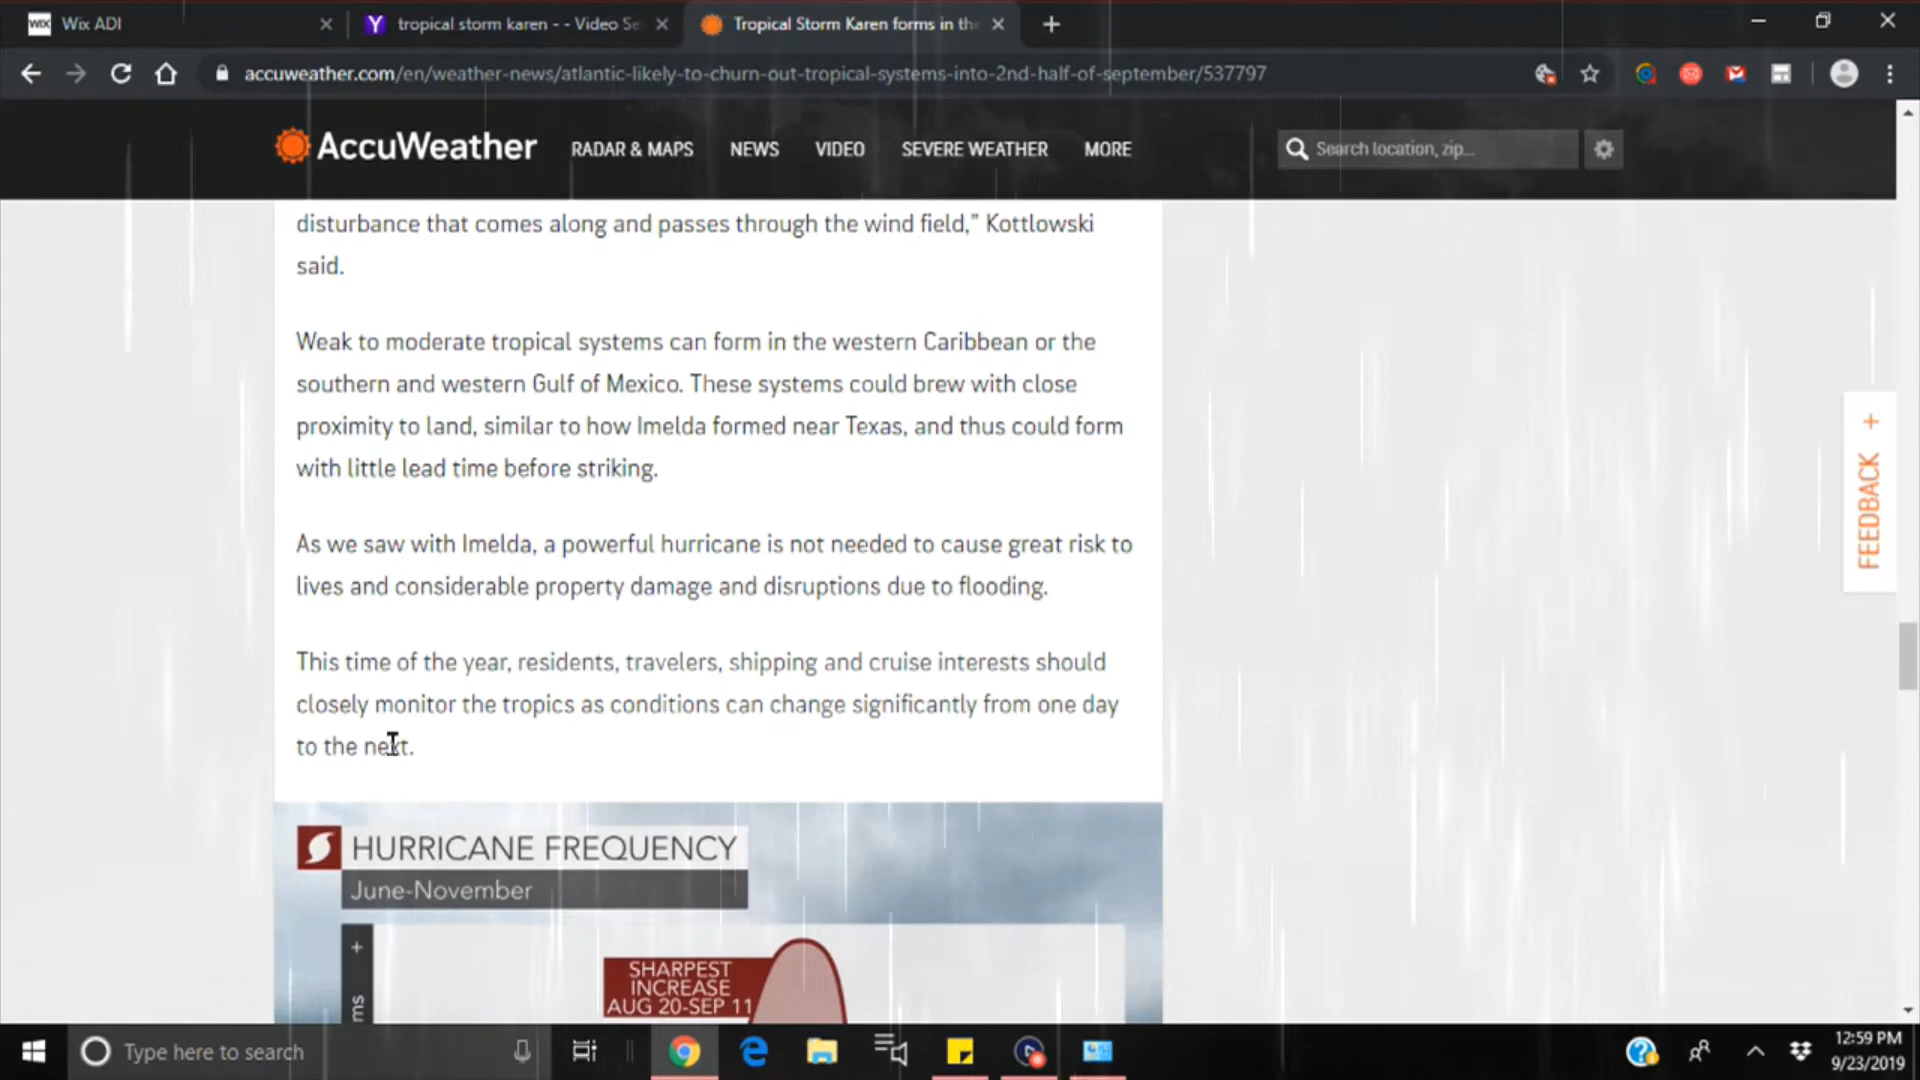 WIX Wix ADI
Y tropical storm karen - - Video Se
Tropical Storm Karen forms in the
accuweather.com/en/weather-news/atlantic-likely-to-churn-out-tropical-systems-into-2nd-half-of-september/537797
AccuWeather RADAR & MAPS NEWS VIDEO SEVERE WEATHER MORE Search location, zip...
disturbance that comes along and passes through the wind field,” Kottlowski
said.
Weak to moderate tropical systems can form in the western Caribbean or the
southern and western Gulf of Mexico. These systems could brew with close
proximity to land, similar to how Imelda formed near Texas, and thus could form
with little lead time before striking.
As we saw with Imelda, a powerful hurricane is not needed to cause great risk to
lives and considerable property damage and disruptions due to flooding.
This time of the year, residents, travelers, shipping and cruise interests should
closely monitor the tropics as conditions can change significantly from one day
to the next.
FEEDBACK +
HURRICANE FREQUENCY
June-November
+
ms
SHARPEST
INCREASE
AUG 20-SEP 11
Type here to search
12:59 PM
9/23/2019